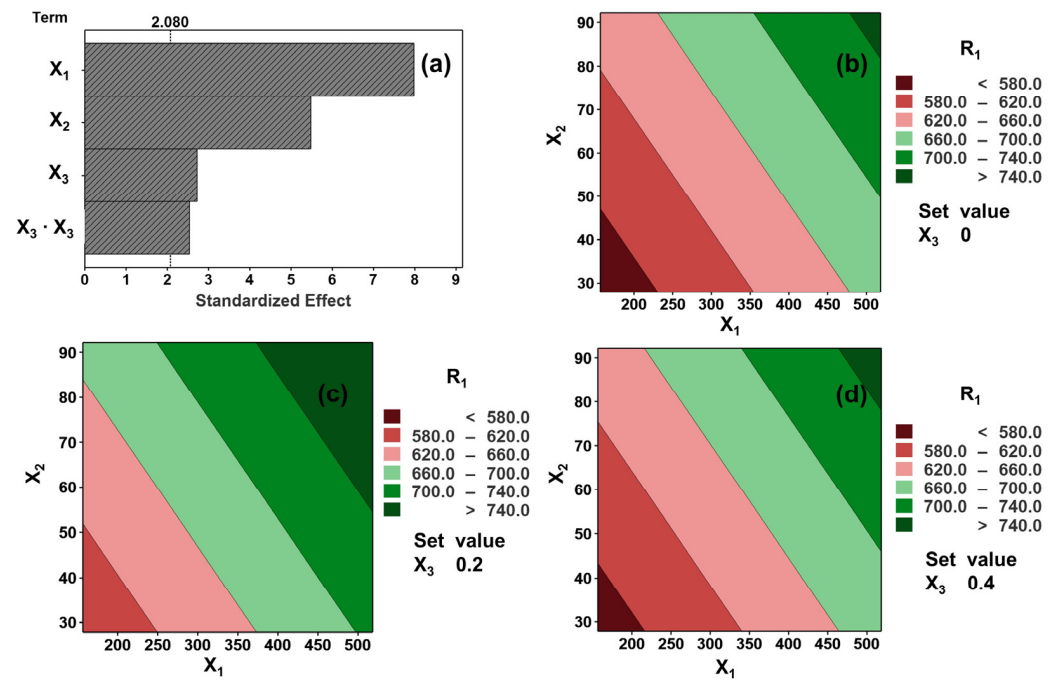 Term
2.080
(a)
X1
X2
X3
X3 · X3
0 1 2 3 4 5 6 7 8 9
Standardized Effect
(b)
90
80
70
60
50
40
30
X2
200 250 300 350 400 450 500
X1
R1
< 580.0
580.0 – 620.0
620.0 – 660.0
660.0 – 700.0
700.0 – 740.0
> 740.0
Set value
X3 0
(c)
90
80
70
60
50
40
30
X2
200 250 300 350 400 450 500
X1
R1
< 580.0
580.0 – 620.0
620.0 – 660.0
660.0 – 700.0
700.0 – 740.0
> 740.0
Set value
X3 0.2
(d)
90
80
70
60
50
40
30
X2
200 250 300 350 400 450 500
X1
R1
< 580.0
580.0 – 620.0
620.0 – 660.0
660.0 – 700.0
700.0 – 740.0
> 740.0
Set value
X3 0.4